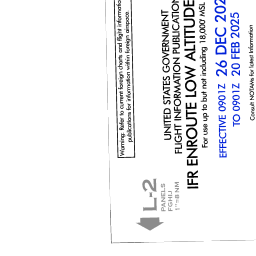 Warning: Refer to current foreign charts and flight information
publications for information within foreign airspace.
UNITED STATES GOVERNMENT
FLIGHT INFORMATION PUBLICATION
IFR ENROUTE LOW ALTITUDE
For use up to but not including 18,000' MSL
EFFECTIVE 0901Z 26 DEC 202
TO 0901Z 20 FEB 2025
Consult NOTAMs for latest information
L-2
PANELS
FGHIJ
1"=8 NM